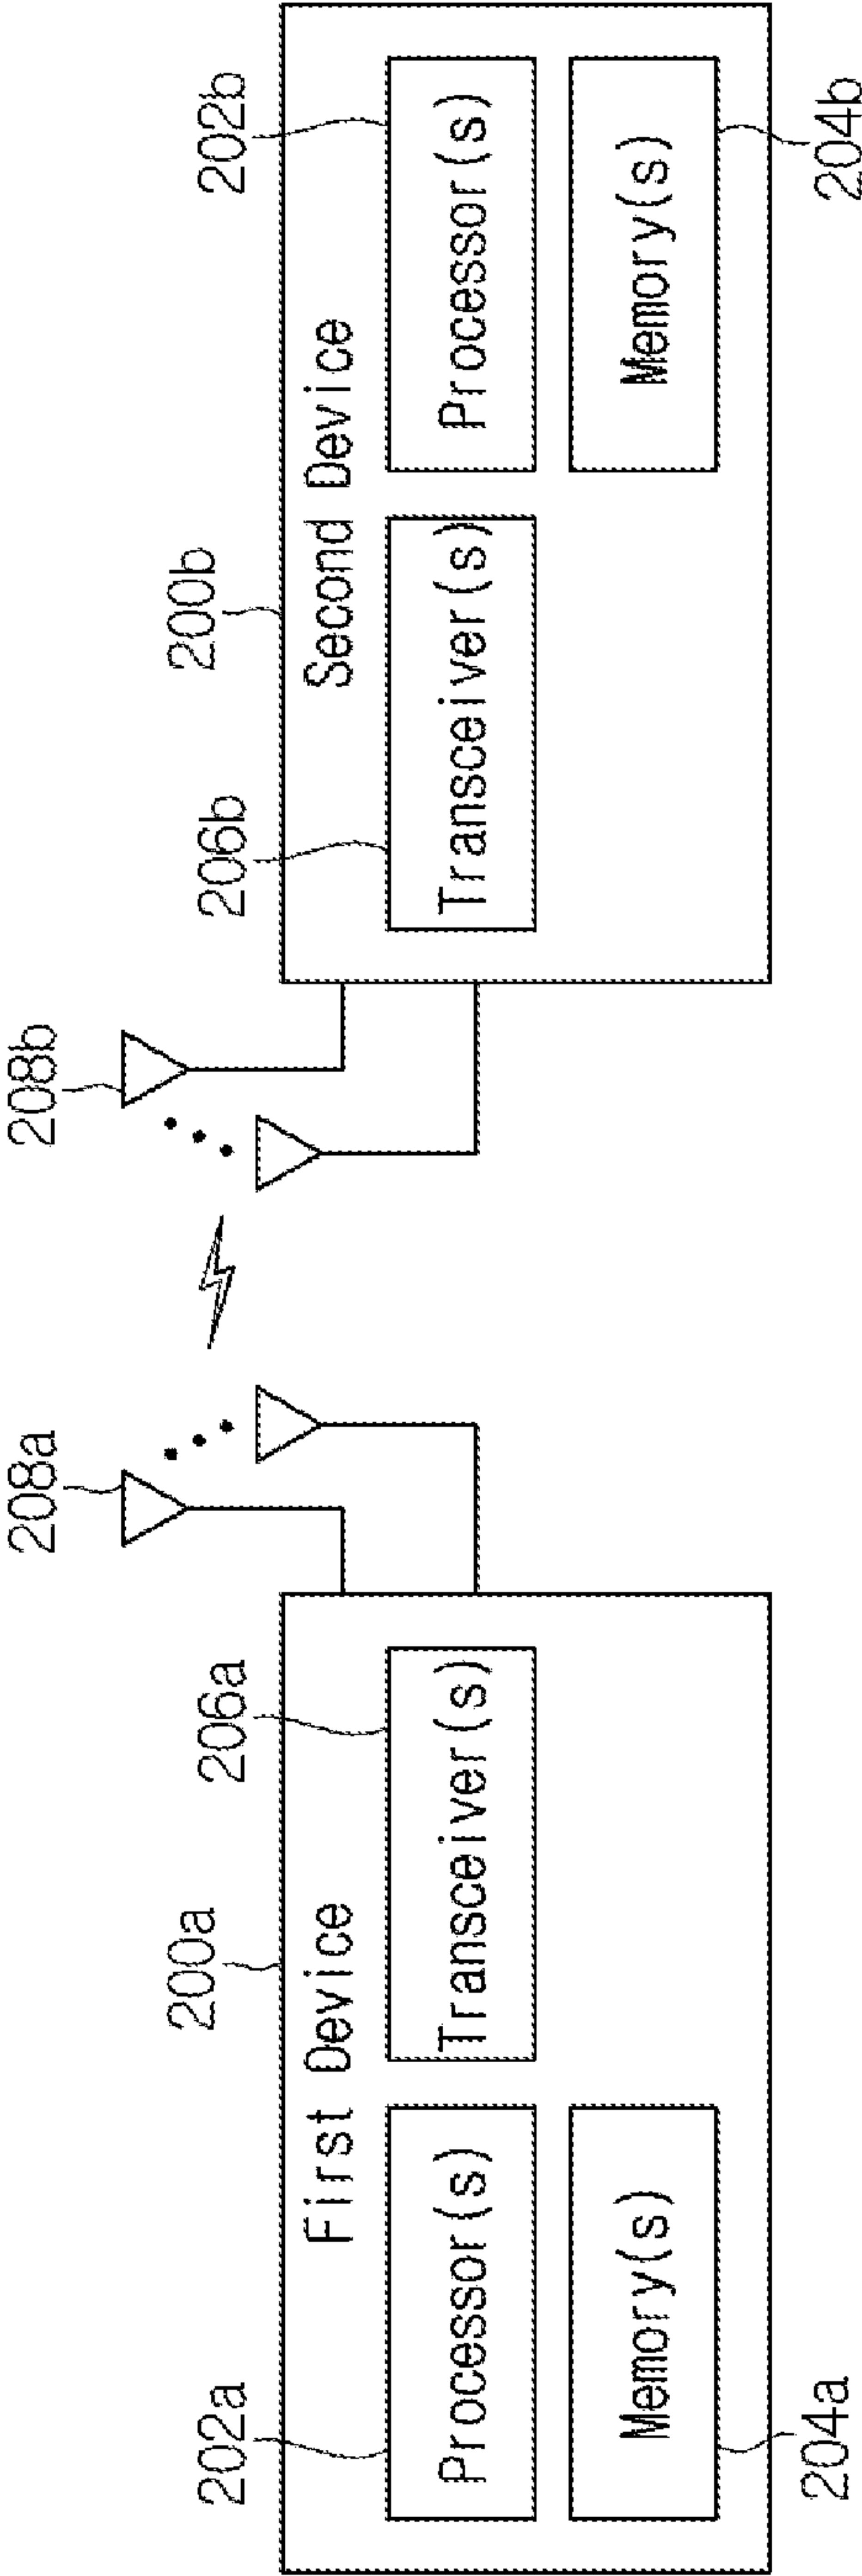 208a
208b
200a
200b
202a
206a
206b
202b
First Device
Second Device
Processor(s)
Transceiver(s)
Transceiver(s)
Processor(s)
Memory(s)
Memory(s)
204a
204b